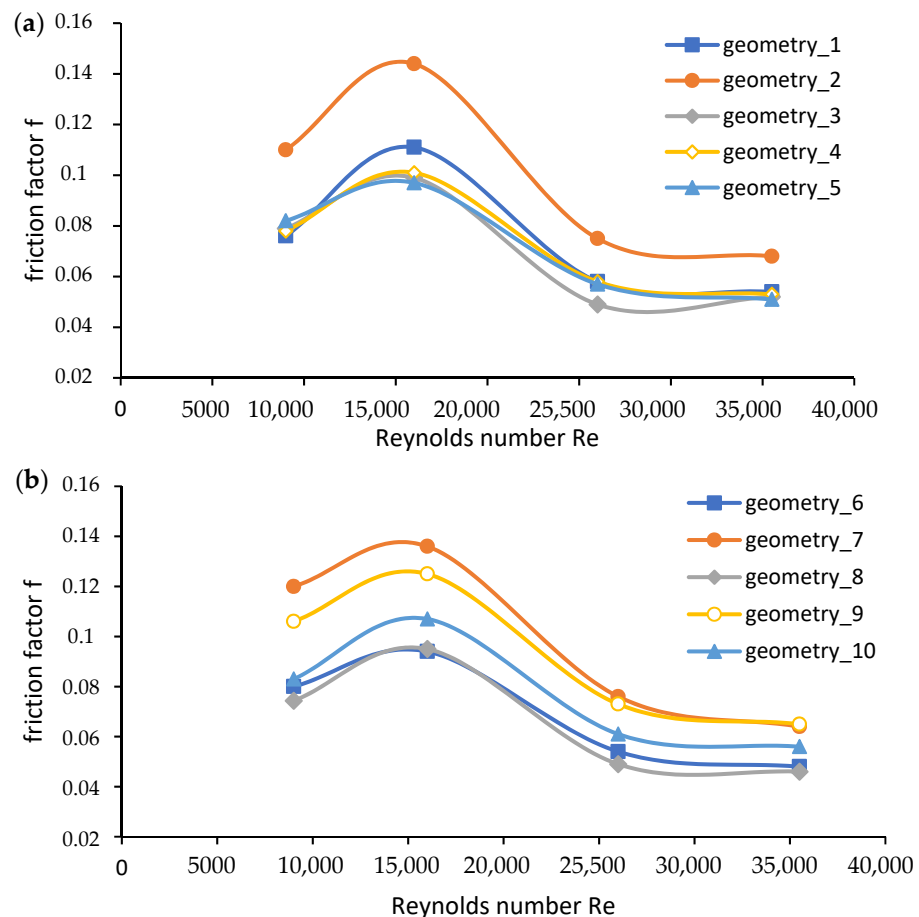 (a)
0.16
0.14
0.12
0.1
0.08
0.06
0.04
0.02
friction factor f
geometry_1
geometry_2
geometry_3
geometry_4
geometry_5
0 5000 10,000 15,000 20,000 25,500 30,000 35,000 40,000
Reynolds number Re
(b)
0.16
0.14
0.12
0.1
0.08
0.06
0.04
0.02
friction factor f
geometry_6
geometry_7
geometry_8
geometry_9
geometry_10
0 5000 10,000 15,000 20,000 25,500 30,000 35,000 40,000
Reynolds number Re